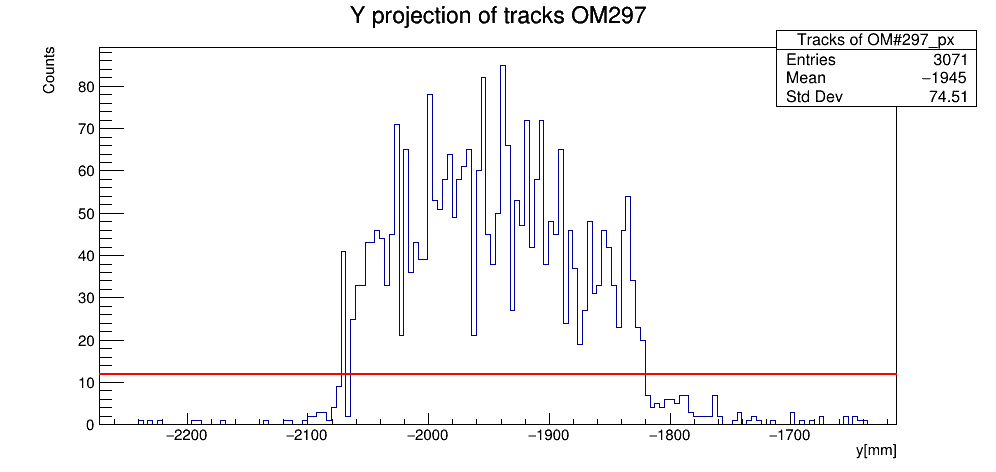 Y projection of tracks OM297
Tracks of OM#297_px
Entries 3071
Mean −1945
Std Dev 74.51
Counts
80
70
60
50
40
30
20
10
0
−2200 −2100 −2000 −1900 −1800 −1700
y[mm]